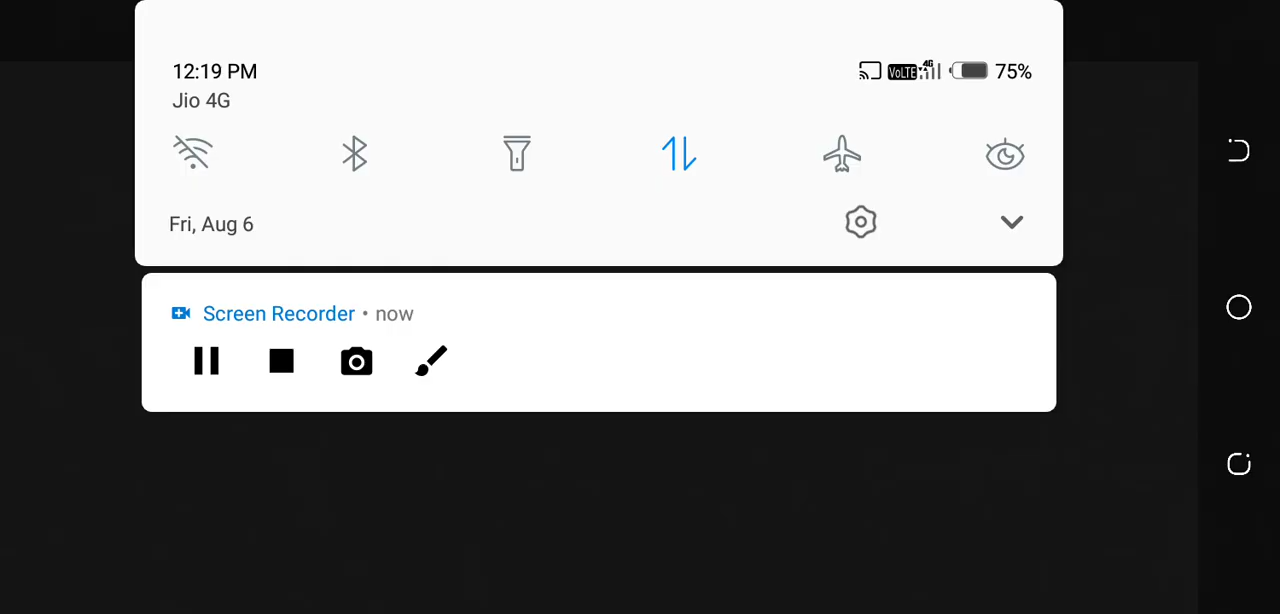 12:19 PM
VoLTE 4G 75%
Jio 4G
Fri, Aug 6
Screen Recorder • now